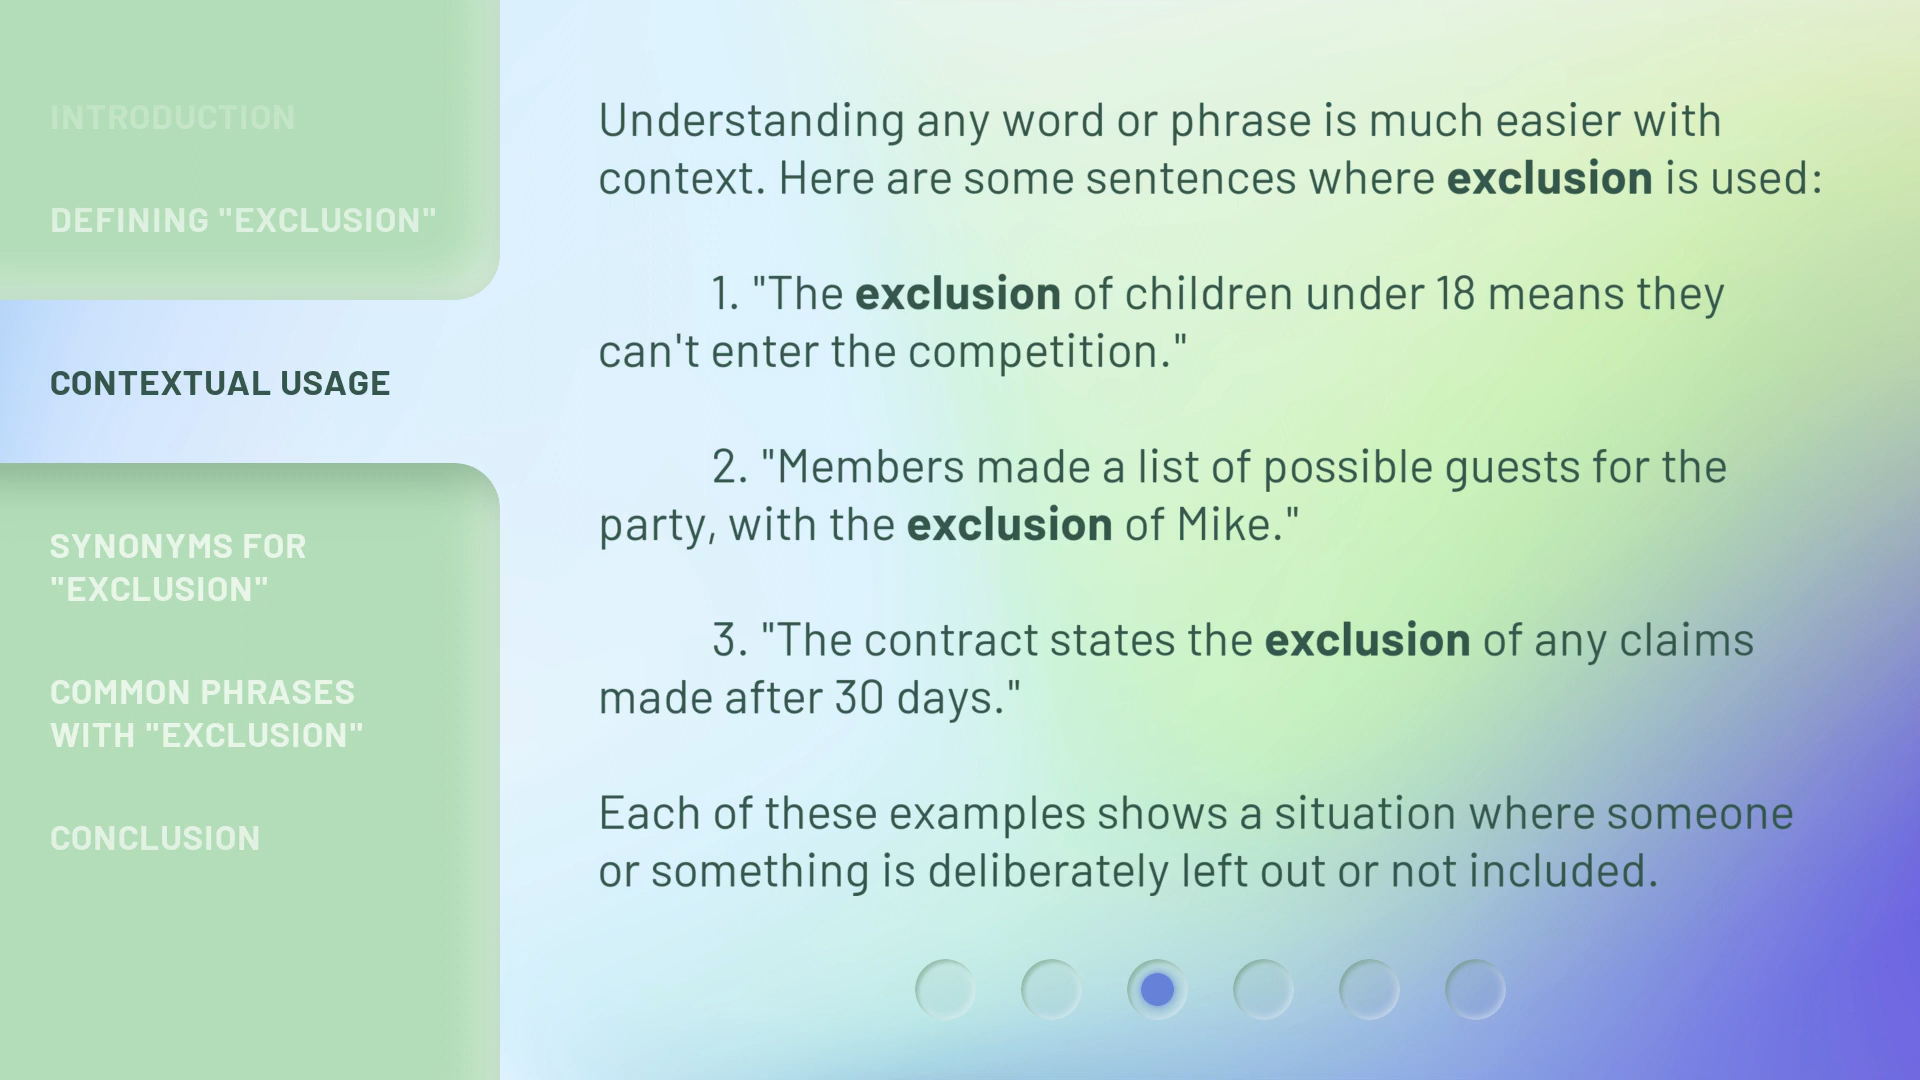 INTRODUCTION
DEFINING "EXCLUSION"
CONTEXTUAL USAGE
SYNONYMS FOR
"EXCLUSION"
COMMON PHRASES
WITH "EXCLUSION"
CONCLUSION
Understanding any word or phrase is much easier with
context. Here are some sentences where exclusion is used:
1. "The exclusion of children under 18 means they
can't enter the competition."
2. "Members made a list of possible guests for the
party, with the exclusion of Mike."
3. "The contract states the exclusion of any claims
made after 30 days."
Each of these examples shows a situation where someone
or something is deliberately left out or not included.